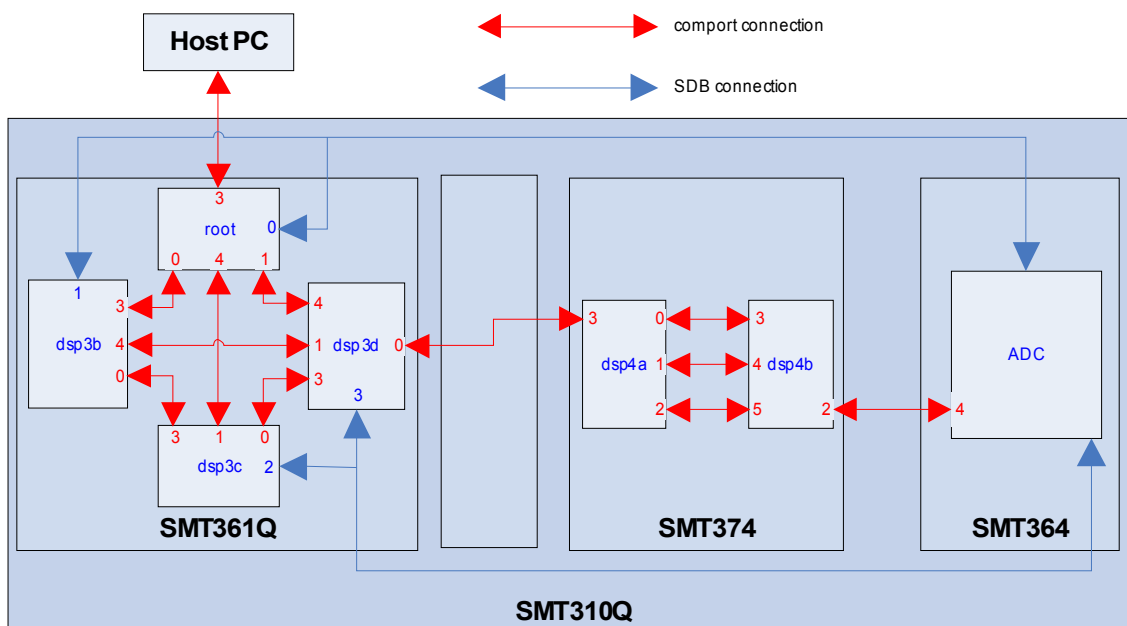 Host PC
comport connection
SDB connection
3
root
0
0 4 1
1
3
dsp3b
4
0
4
1
dsp3d
0
3
3
3 1 0
dsp3c
2
SMT361Q
3
0
dsp4a
1
2
3
4
dsp4b
5
2
SMT374
ADC
4
SMT364
SMT310Q